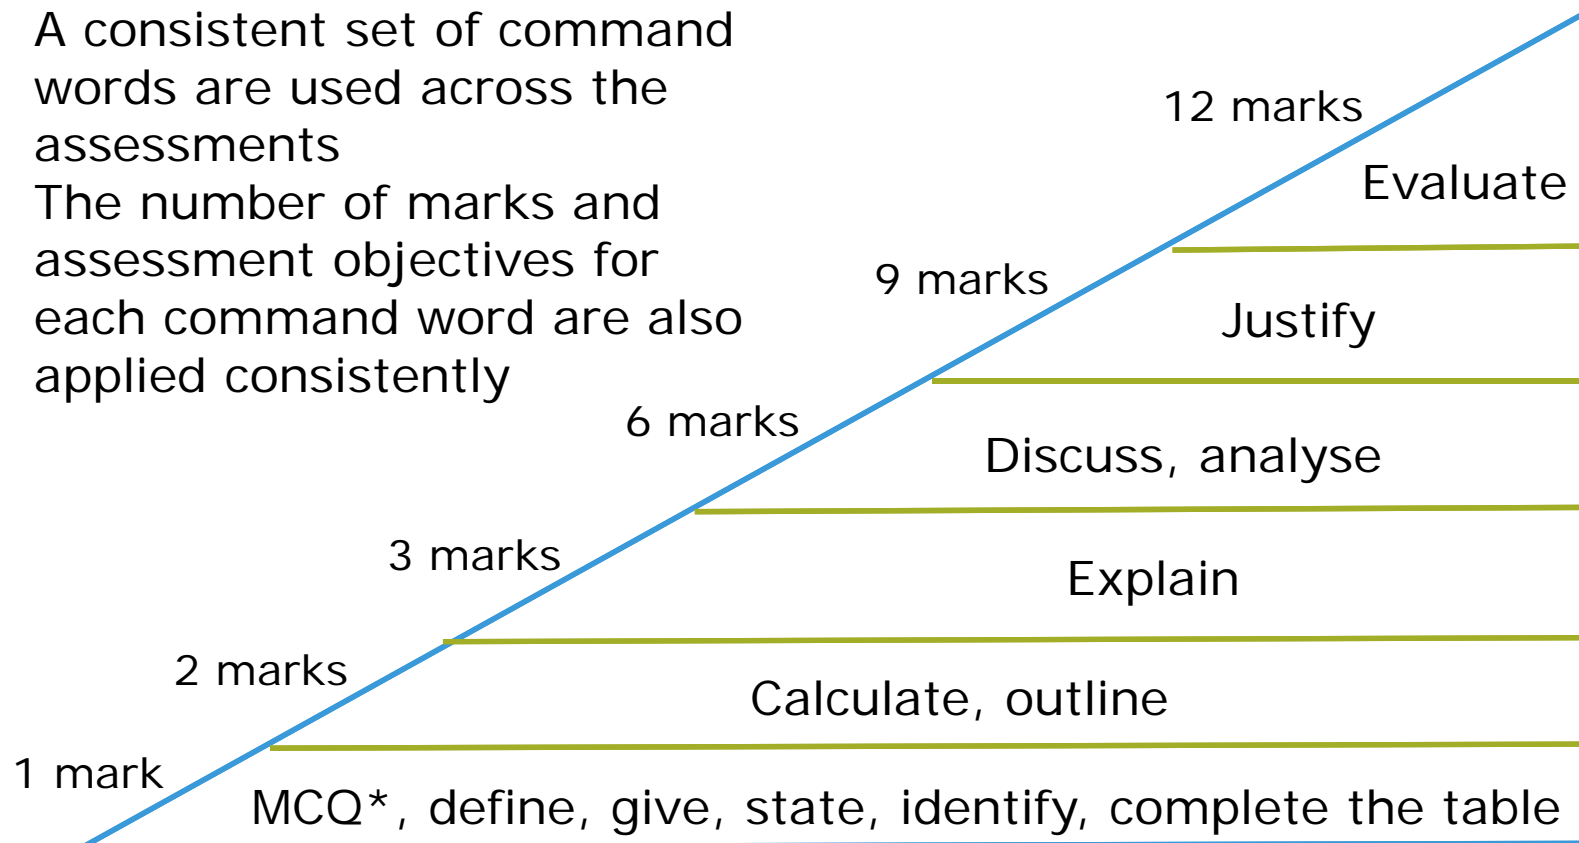 A consistent set of command
words are used across the
assessments
The number of marks and
assessment objectives for
each command word are also
applied consistently
12 marks
Evaluate
9 marks
Justify
6 marks
Discuss, analyse
3 marks
Explain
2 marks
Calculate, outline
1 mark
MCQ*, define, give, state, identify, complete the table